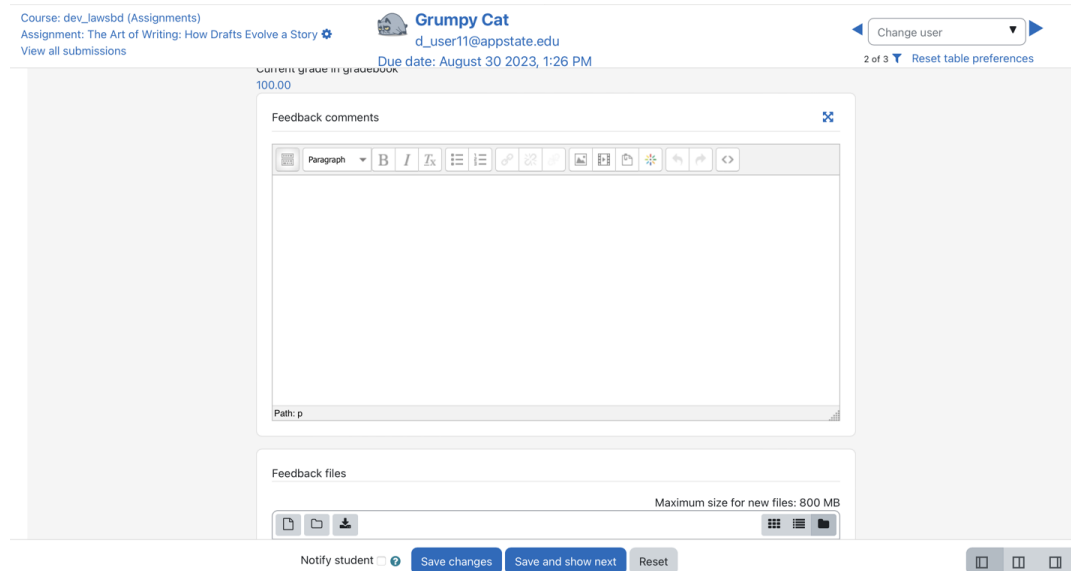 Course: dev_lawsbd (Assignments)
Assignment: The Art of Writing: How Drafts Evolve a Story
View all submissions
Grumpy Cat
d_user11@appstate.edu
Due date: August 30 2023, 1:26 PM
Change user
2 of 3 Reset table preferences
Current grade in gradebook
100.00
Feedback comments
Paragraph B I Tx
Path: p
Feedback files
Maximum size for new files: 800 MB
Notify student Save changes Save and show next Reset